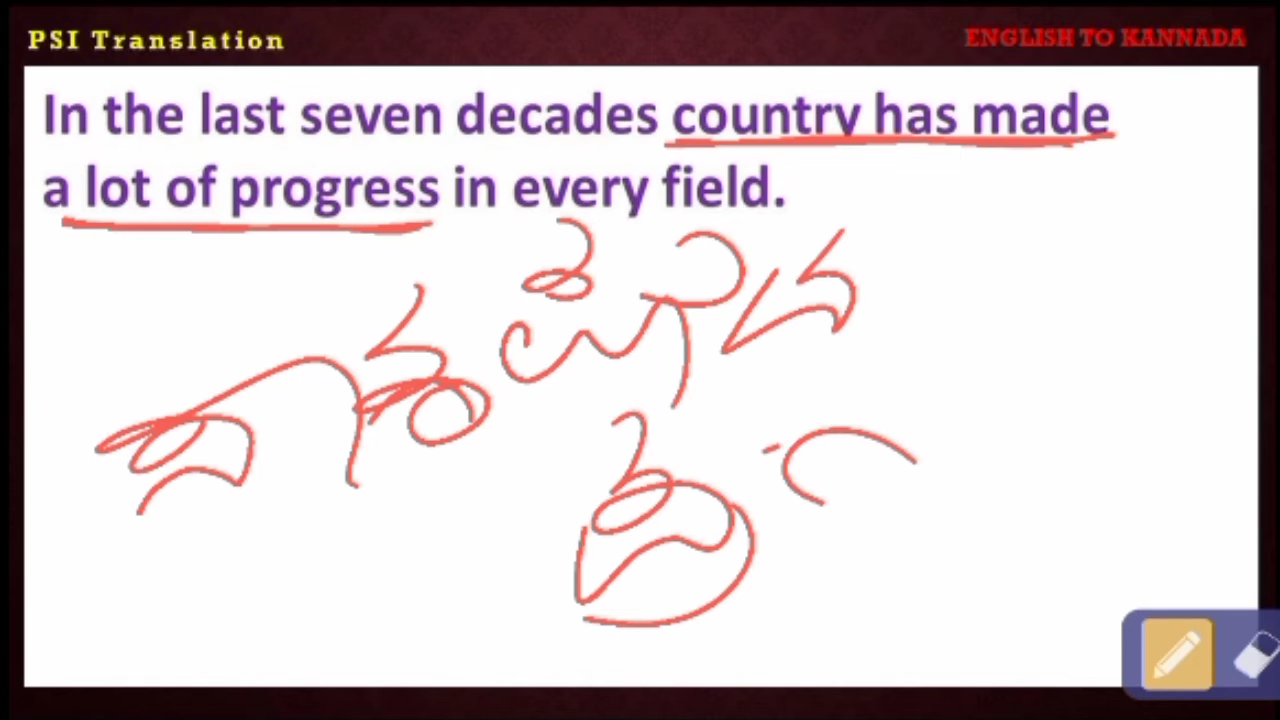 PSI Translation
ENGLISH TO KANNADA
In the last seven decades country has made
a lot of progress in every field.